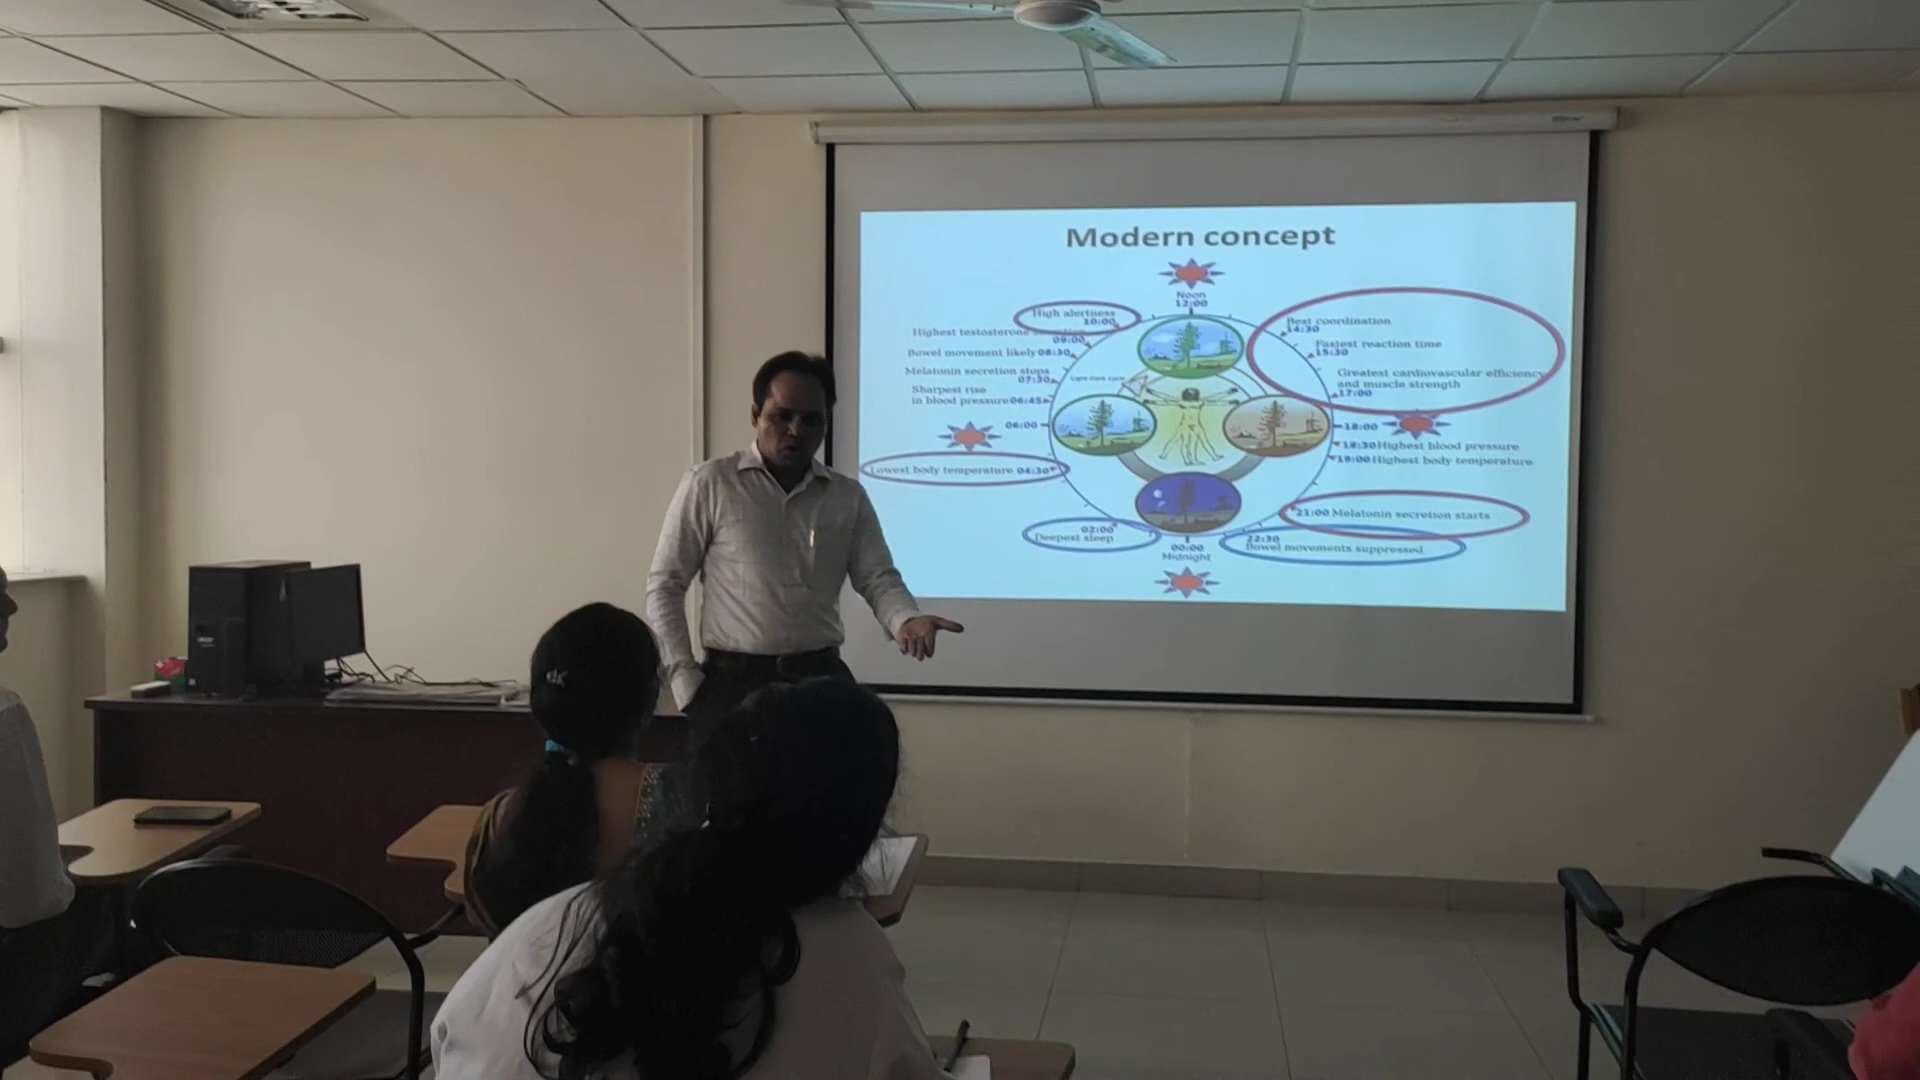 Modern concept
Noon
12:00
High alertness
10:00
Highest testosterone secretion
09:00
Bowel movement likely 08:30
Melatonin secretion stops
07:30
Sharpest rise
in blood pressure 06:45
06:00
Lowest body temperature 04:30
02:00
Deepest sleep
00:00
Midnight
Light-Dark cycle
Best coordination
14:30
Fastest reaction time
15:30
Greatest cardiovascular efficiency
and muscle strength
17:00
18:00
18:30 Highest blood pressure
19:00 Highest body temperature
21:00 Melatonin secretion starts
22:30
Bowel movements suppressed